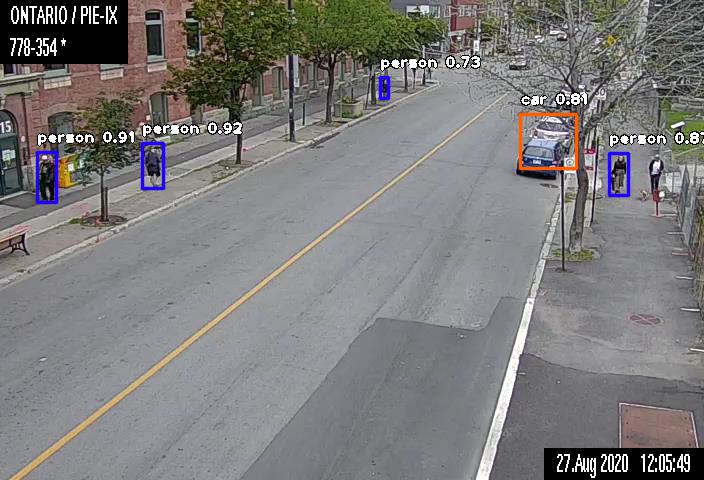 ONTARIO / PIE-IX
778-354 *
person 0.73
car 0.81
person 0.91
person 0.92
person 0.87
15
27.Aug 2020 12:05:49